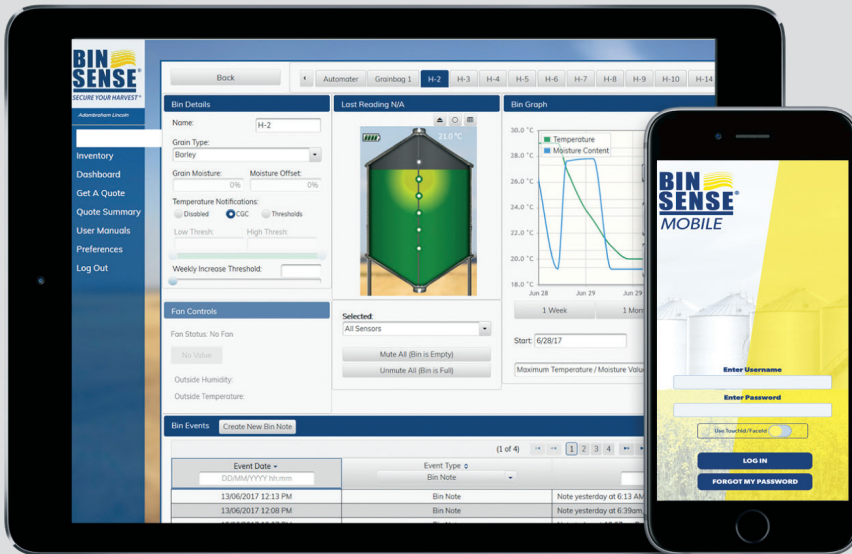 BIN
SENSE®
SECURE YOUR HARVEST™
Adambraham Lincoln
Inventory
Dashboard
Get A Quote
Quote Summary
User Manuals
Preferences
Log Out
Back
Automater Grainbag 1 H-2 H-3 H-4 H-5 H-6 H-7 H-8 H-9 H-10 H-14
Bin Details
Name: H-2
Grain Type:
Barley
Grain Moisture: Moisture Offset:
0% 0%
Temperature Notifications:
Disabled CGC Thresholds
Low Thresh: High Thresh:
Weekly Increase Threshold:
Fan Controls
Fan Status: No Fan
No Value
Outside Humidity:
Outside Temperature:
Last Reading N/A
21.0 °C
Selected:
All Sensors
Mute All (Bin is Empty)
Unmute All (Bin is Full)
Bin Graph
Temperature
Moisture Content
30.0 °C
28.0 °C
26.0 °C
24.0 °C
22.0 °C
20.0 °C
18.0 °C
Jun 28 Jun 29 Jun 29
1 Week 1 Mon
Start: 6/28/17
Maximum Temperature / Moisture Value
Bin Events Create New Bin Note
(1 of 4) 1 2 3 4
Event Date Event Type
DD/MM/YYYY hh:mm Bin Note
13/06/2017 12:13 PM Bin Note Note yesterday at 6:13 AM
13/06/2017 12:08 PM Bin Note Note yesterday at 6:39am
BIN
SENSE®
MOBILE
Enter Username
Enter Password
Use TouchId/FaceId
LOG IN
FORGOT MY PASSWORD